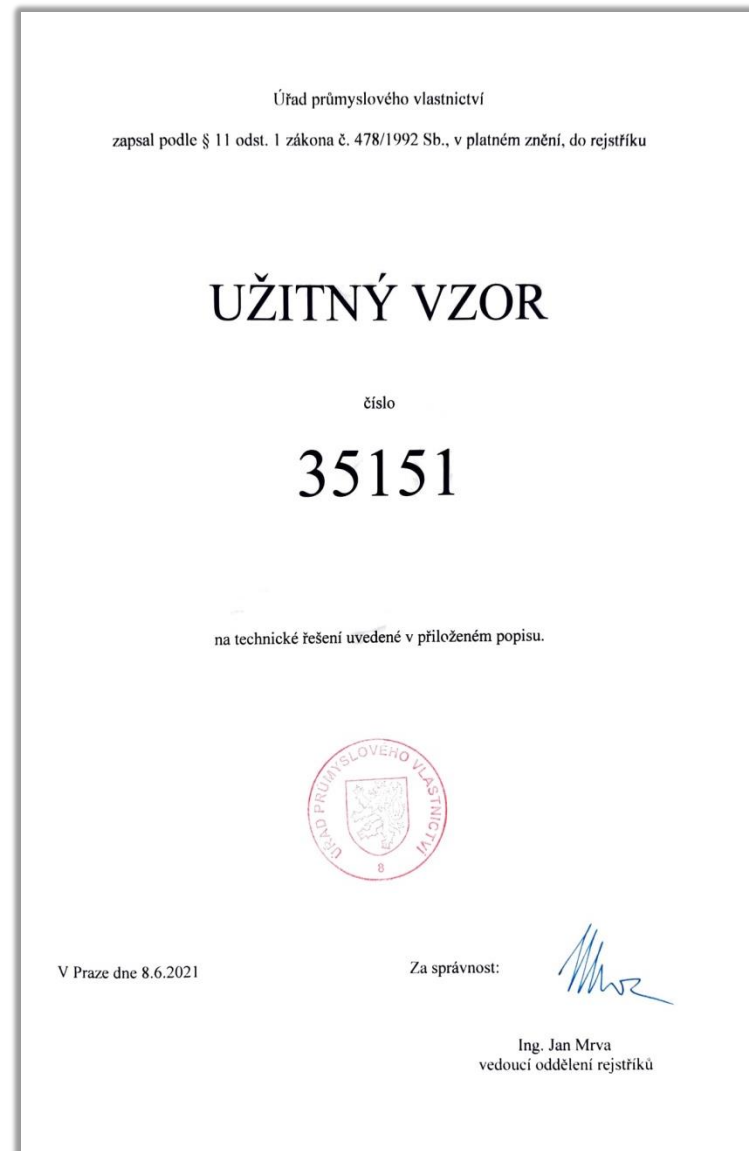 Úřad průmyslového vlastnictví
zapsal podle § 11 odst. 1 zákona č. 478/1992 Sb., v platném znění, do rejstříku
UŽITNÝ VZOR
číslo
35151
na technické řešení uvedené v přiloženém popisu.
ÚŘAD PRŮMYSLOVÉHO VLASTNICTVÍ
8
V Praze dne 8.6.2021
Za správnost:
Ing. Jan Mrva
vedoucí oddělení rejstříků